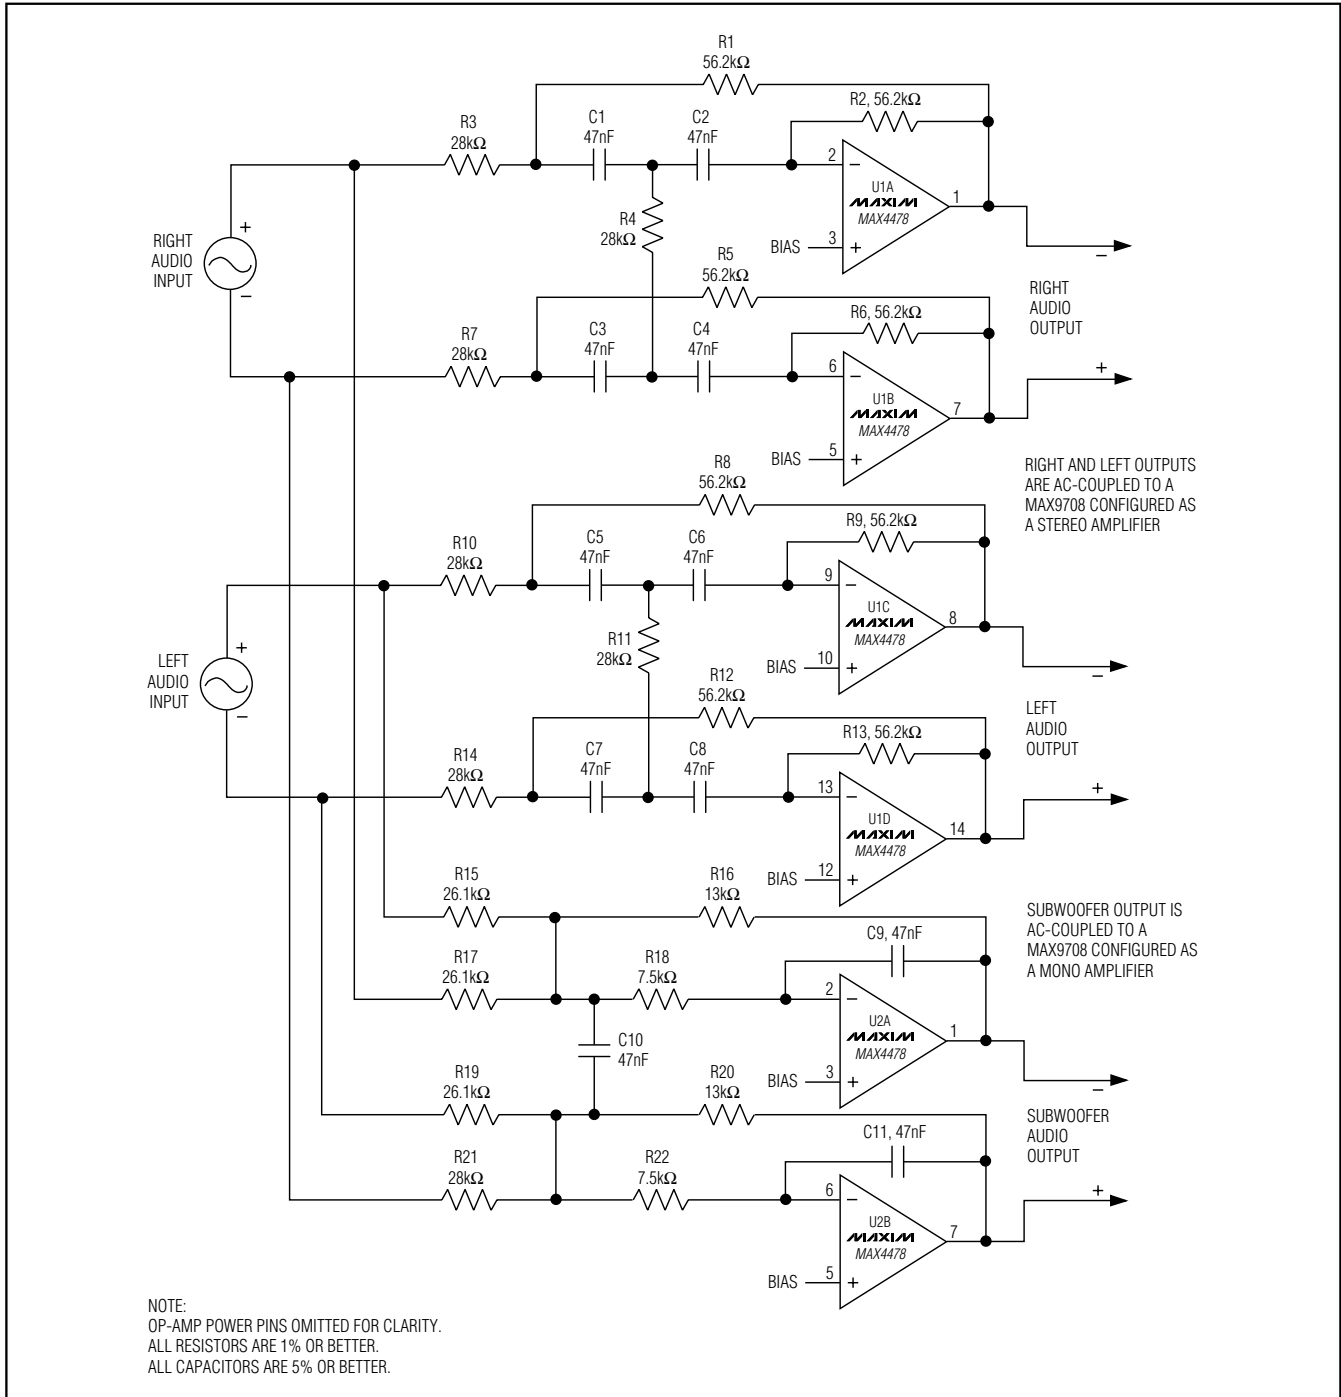 R1
56.2kΩ
R2, 56.2kΩ
R3
28kΩ
C1
47nF
C2
47nF
2
−
U1A
MAXIM
MAX4478
1
R4
28kΩ
BIAS
3
+
−
+
RIGHT
AUDIO
INPUT
−
R5
56.2kΩ
RIGHT
AUDIO
OUTPUT
R6, 56.2kΩ
R7
28kΩ
C3
47nF
C4
47nF
6
−
U1B
MAXIM
MAX4478
7
+
BIAS
5
+
RIGHT AND LEFT OUTPUTS
ARE AC-COUPLED TO A
MAX9708 CONFIGURED AS
A STEREO AMPLIFIER
R8
56.2kΩ
R9, 56.2kΩ
R10
28kΩ
C5
47nF
C6
47nF
9
−
U1C
MAXIM
MAX4478
8
R11
28kΩ
BIAS
10
+
−
+
LEFT
AUDIO
INPUT
−
R12
56.2kΩ
LEFT
AUDIO
OUTPUT
R13, 56.2kΩ
R14
28kΩ
C7
47nF
C8
47nF
13
−
U1D
MAXIM
MAX4478
14
+
BIAS
12
+
R15
26.1kΩ
R16
13kΩ
SUBWOOFER OUTPUT IS
AC-COUPLED TO A
MAX9708 CONFIGURED AS
A MONO AMPLIFIER
C9, 47nF
R17
26.1kΩ
R18
7.5kΩ
2
−
U2A
MAXIM
MAX4478
1
C10
47nF
BIAS
3
+
−
R19
26.1kΩ
R20
13kΩ
SUBWOOFER
AUDIO
OUTPUT
C11, 47nF
R21
28kΩ
R22
7.5kΩ
6
−
U2B
MAXIM
MAX4478
7
+
BIAS
5
+
NOTE:
OP-AMP POWER PINS OMITTED FOR CLARITY.
ALL RESISTORS ARE 1% OR BETTER.
ALL CAPACITORS ARE 5% OR BETTER.